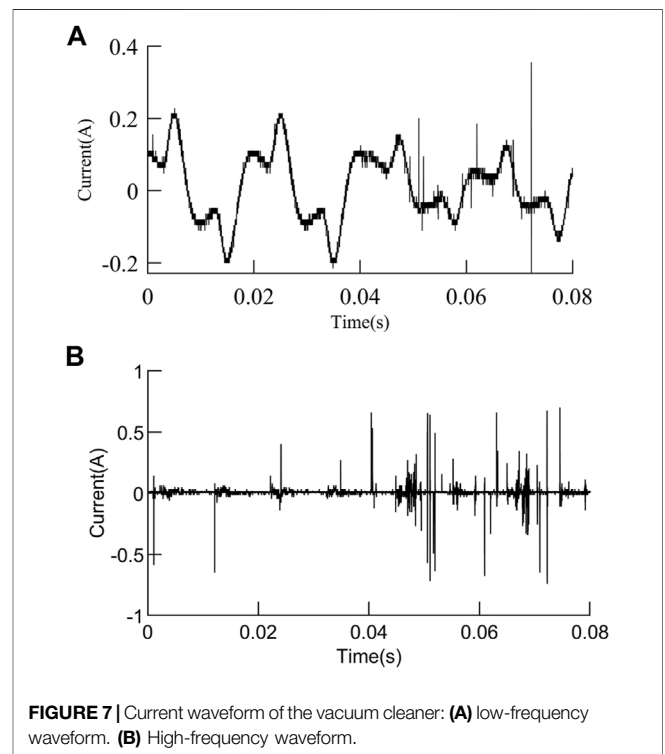 A
Current(A)
0.4
0.2
0
-0.2
0 0.02 0.04 0.06 0.08
Time(s)
B
Current(A)
1
0.5
0
-0.5
-1
0 0.02 0.04 0.06 0.08
Time(s)
FIGURE 7 | Current waveform of the vacuum cleaner: (A) low-frequency
waveform. (B) High-frequency waveform.